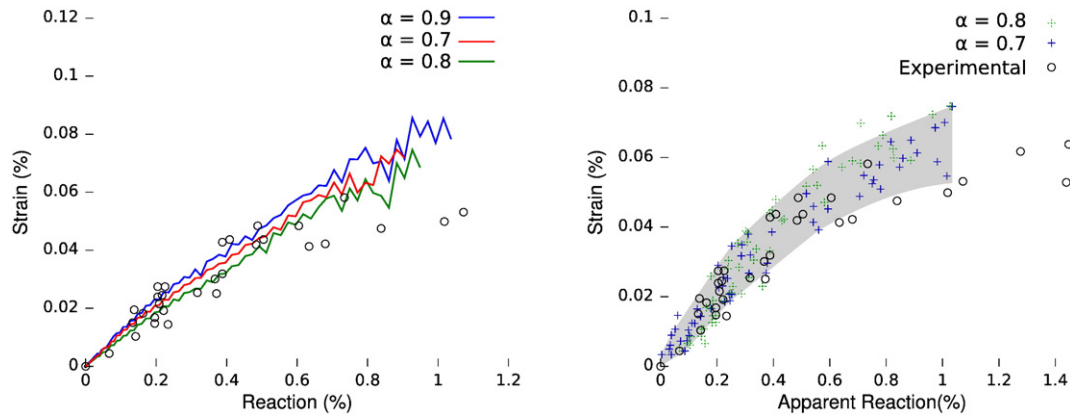 0.12
α = 0.9
α = 0.7
α = 0.8
0.1
0.08
0.06
0.04
0.02
0
Strain (%)
0
0.2
0.4
0.6
0.8
1
1.2
Reaction (%)
0.1
α = 0.8
α = 0.7
Experimental
0.08
0.06
0.04
0.02
0
Strain (%)
0
0.2
0.4
0.6
0.8
1
1.2
1.4
Apparent Reaction(%)